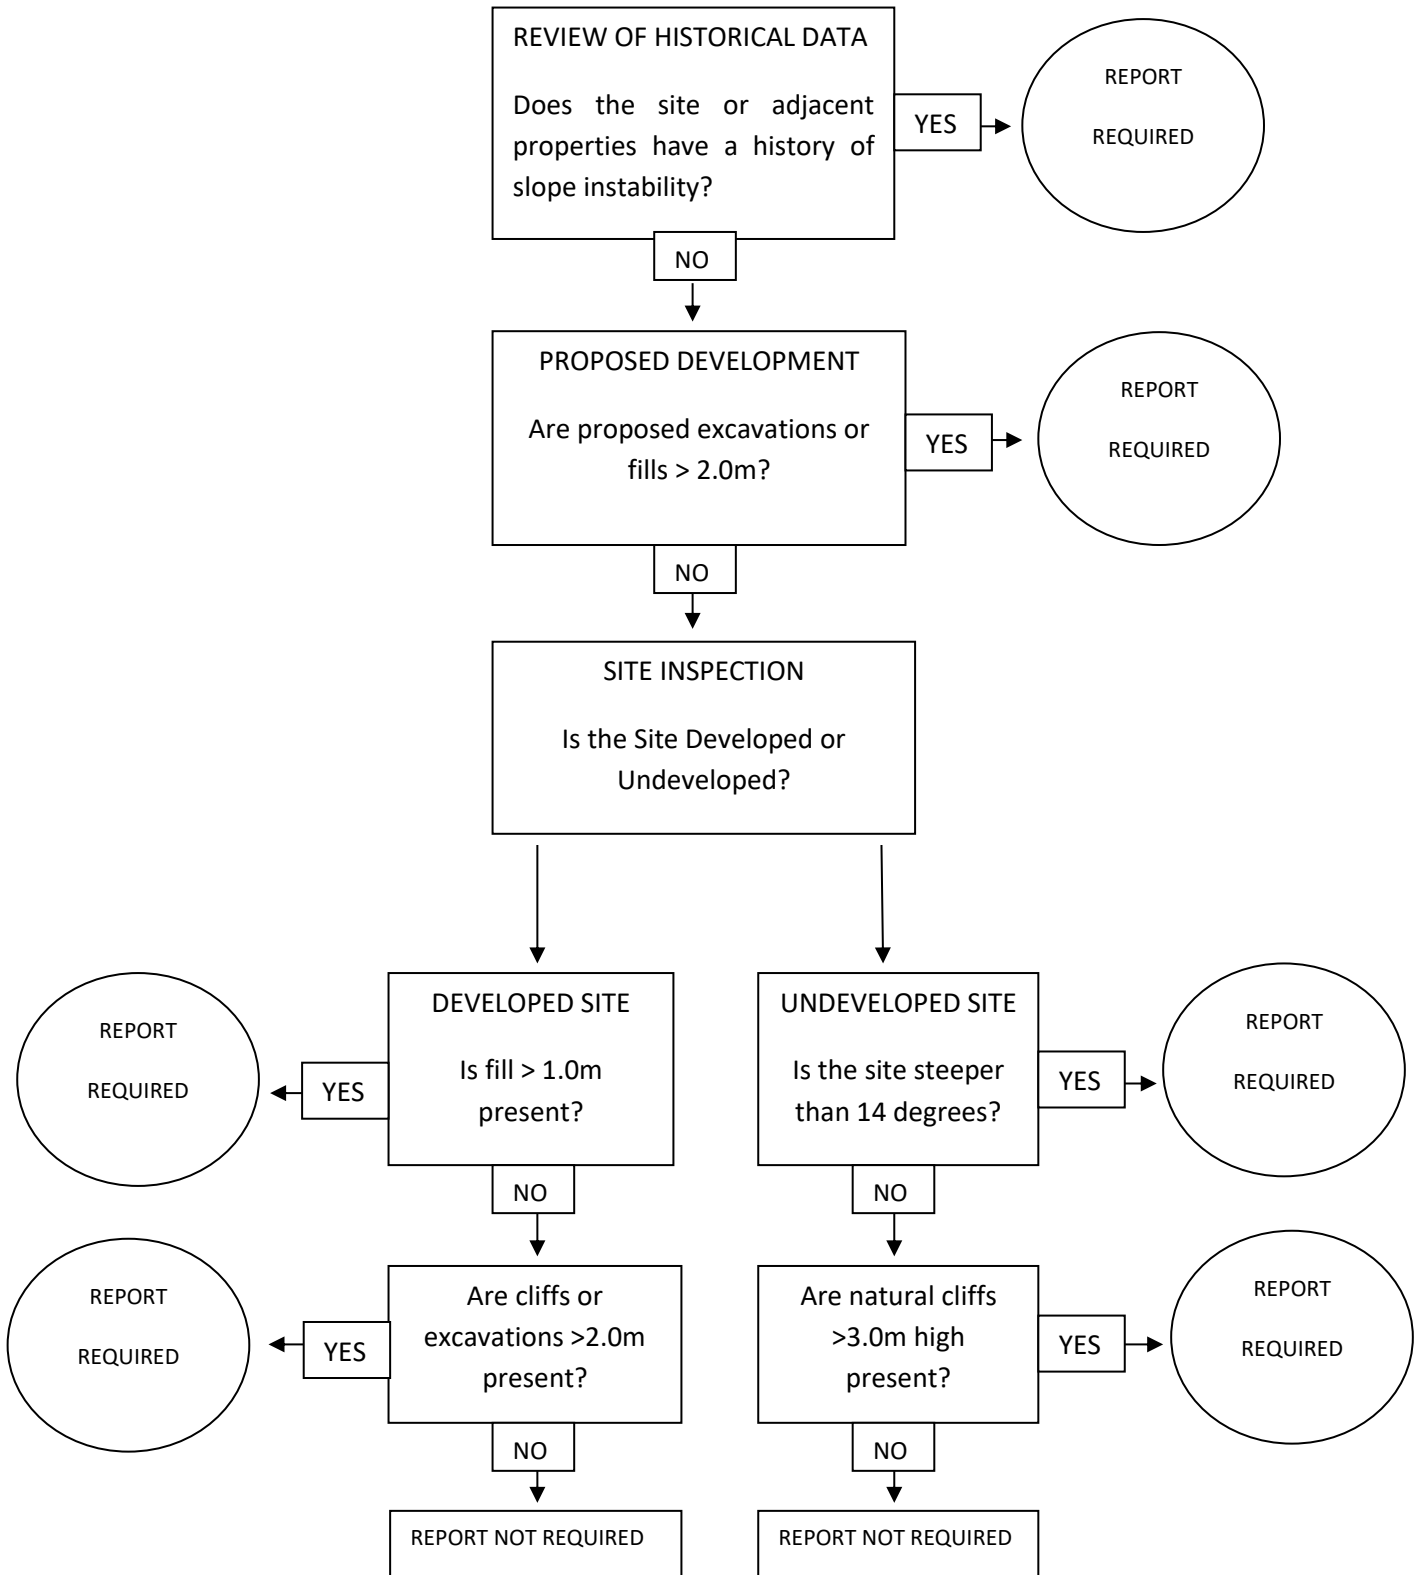 REVIEW OF HISTORICAL DATA
Does the site or adjacent
properties have a history of
slope instability?
YES
REPORT
REQUIRED
NO
PROPOSED DEVELOPMENT
Are proposed excavations or
fills > 2.0m?
YES
REPORT
REQUIRED
NO
SITE INSPECTION
Is the Site Developed or
Undeveloped?
DEVELOPED SITE
Is fill > 1.0m
present?
YES
REPORT
REQUIRED
NO
Are cliffs or
excavations >2.0m
present?
YES
REPORT
REQUIRED
NO
REPORT NOT REQUIRED
UNDEVELOPED SITE
Is the site steeper
than 14 degrees?
YES
REPORT
REQUIRED
NO
Are natural cliffs
>3.0m high
present?
YES
REPORT
REQUIRED
NO
REPORT NOT REQUIRED